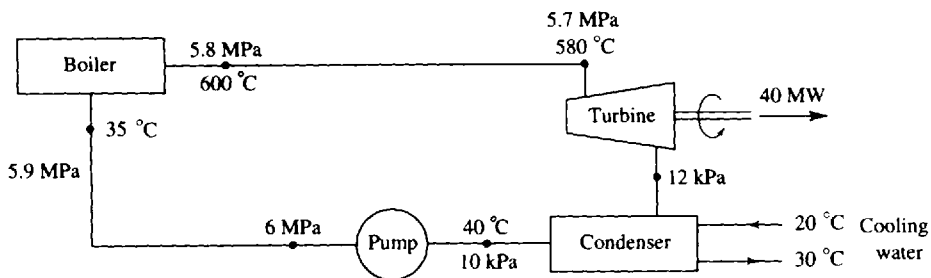 5.8 MPa
600 °C
5.7 MPa
580 °C
Boiler
Turbine
40 MW
35 °C
5.9 MPa
12 kPa
6 MPa
Pump
40 °C
10 kPa
Condenser
20 °C
30 °C
Cooling
water